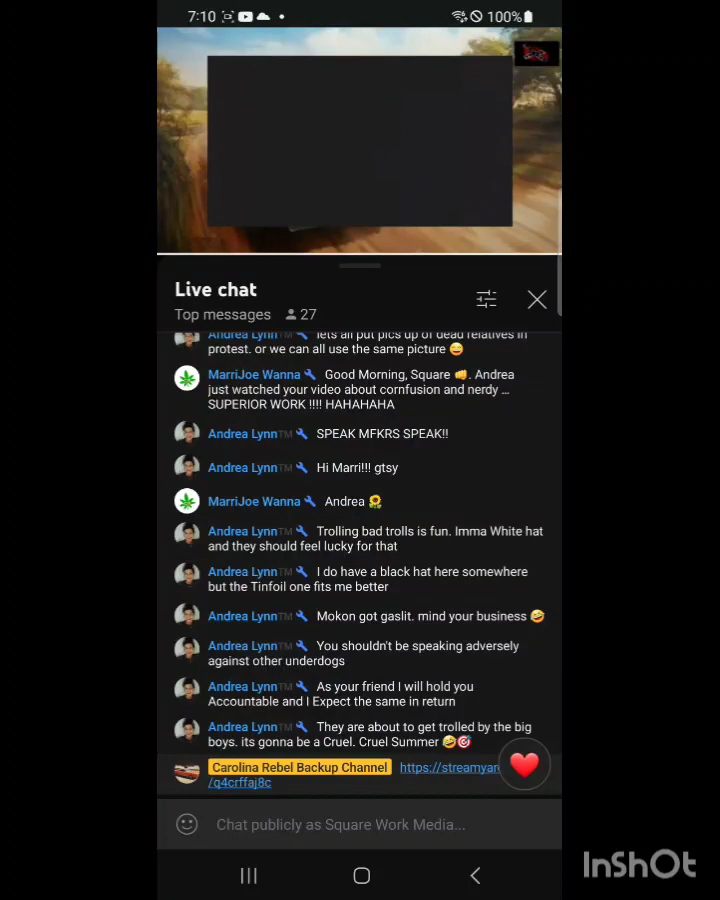 7:10
100%
Live chat
Top messages 27
Andrea Lynn™ lets all put pics up of dead relatives in
protest. or we can all use the same picture 😅
MarriJoe Wanna Good Morning, Square 👊. Andrea
just watched your video about cornfusion and nerdy ...
SUPERIOR WORK !!!! HAHAHAHA
Andrea Lynn™ SPEAK MFKRS SPEAK!!
Andrea Lynn™ Hi Marri!!! gtsy
MarriJoe Wanna Andrea 🌻
Andrea Lynn™ Trolling bad trolls is fun. Imma White hat
and they should feel lucky for that
Andrea Lynn™ I do have a black hat here somewhere
but the Tinfoil one fits me better
Andrea Lynn™ Mokon got gaslit. mind your business 🤣
Andrea Lynn™ You shouldn't be speaking adversely
against other underdogs
Andrea Lynn™ As your friend I will hold you
Accountable and I Expect the same in return
Andrea Lynn™ They are about to get trolled by the big
boys. its gonna be a Cruel. Cruel Summer 🤣🎯
Carolina Rebel Backup Channel https://streamyar
/q4crffaj8c
Chat publicly as Square Work Media...
InShOt